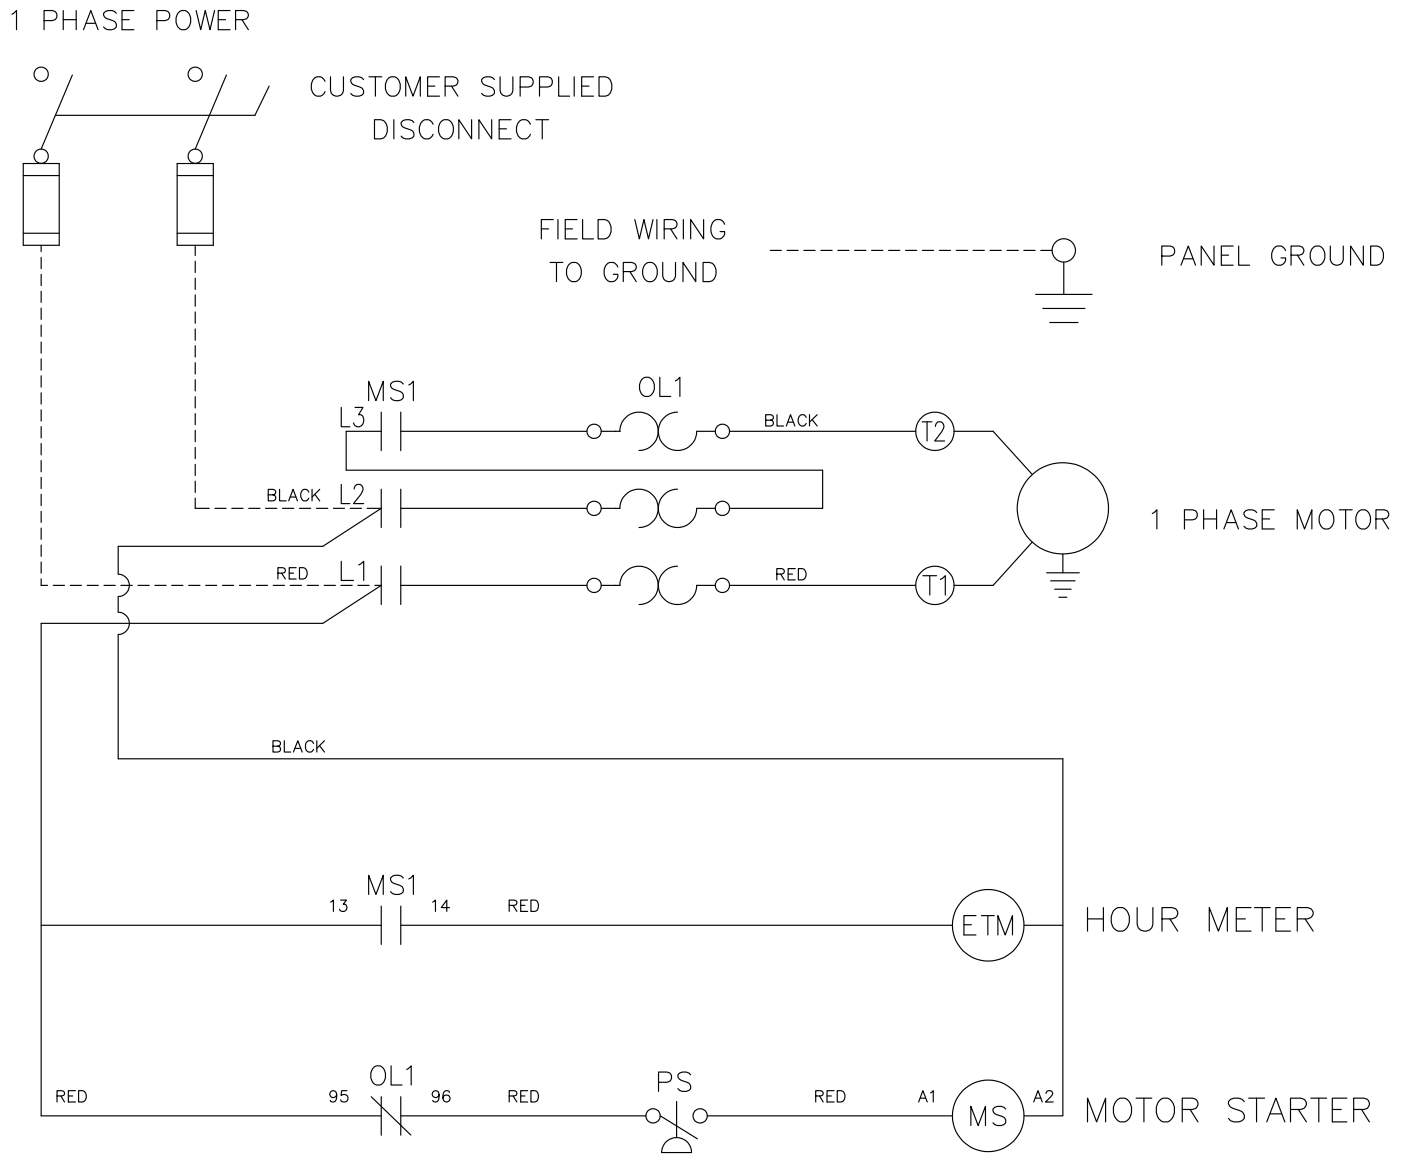 1 PHASE POWER
CUSTOMER SUPPLIED
DISCONNECT
FIELD WIRING
TO GROUND
PANEL GROUND
MS1
OL1
L3
BLACK
T2
BLACK
L2
1 PHASE MOTOR
RED
L1
RED
T1
BLACK
MS1
13
14
RED
ETM
HOUR METER
OL1
PS
RED
95
96
RED
RED
A1
MS
A2
MOTOR STARTER